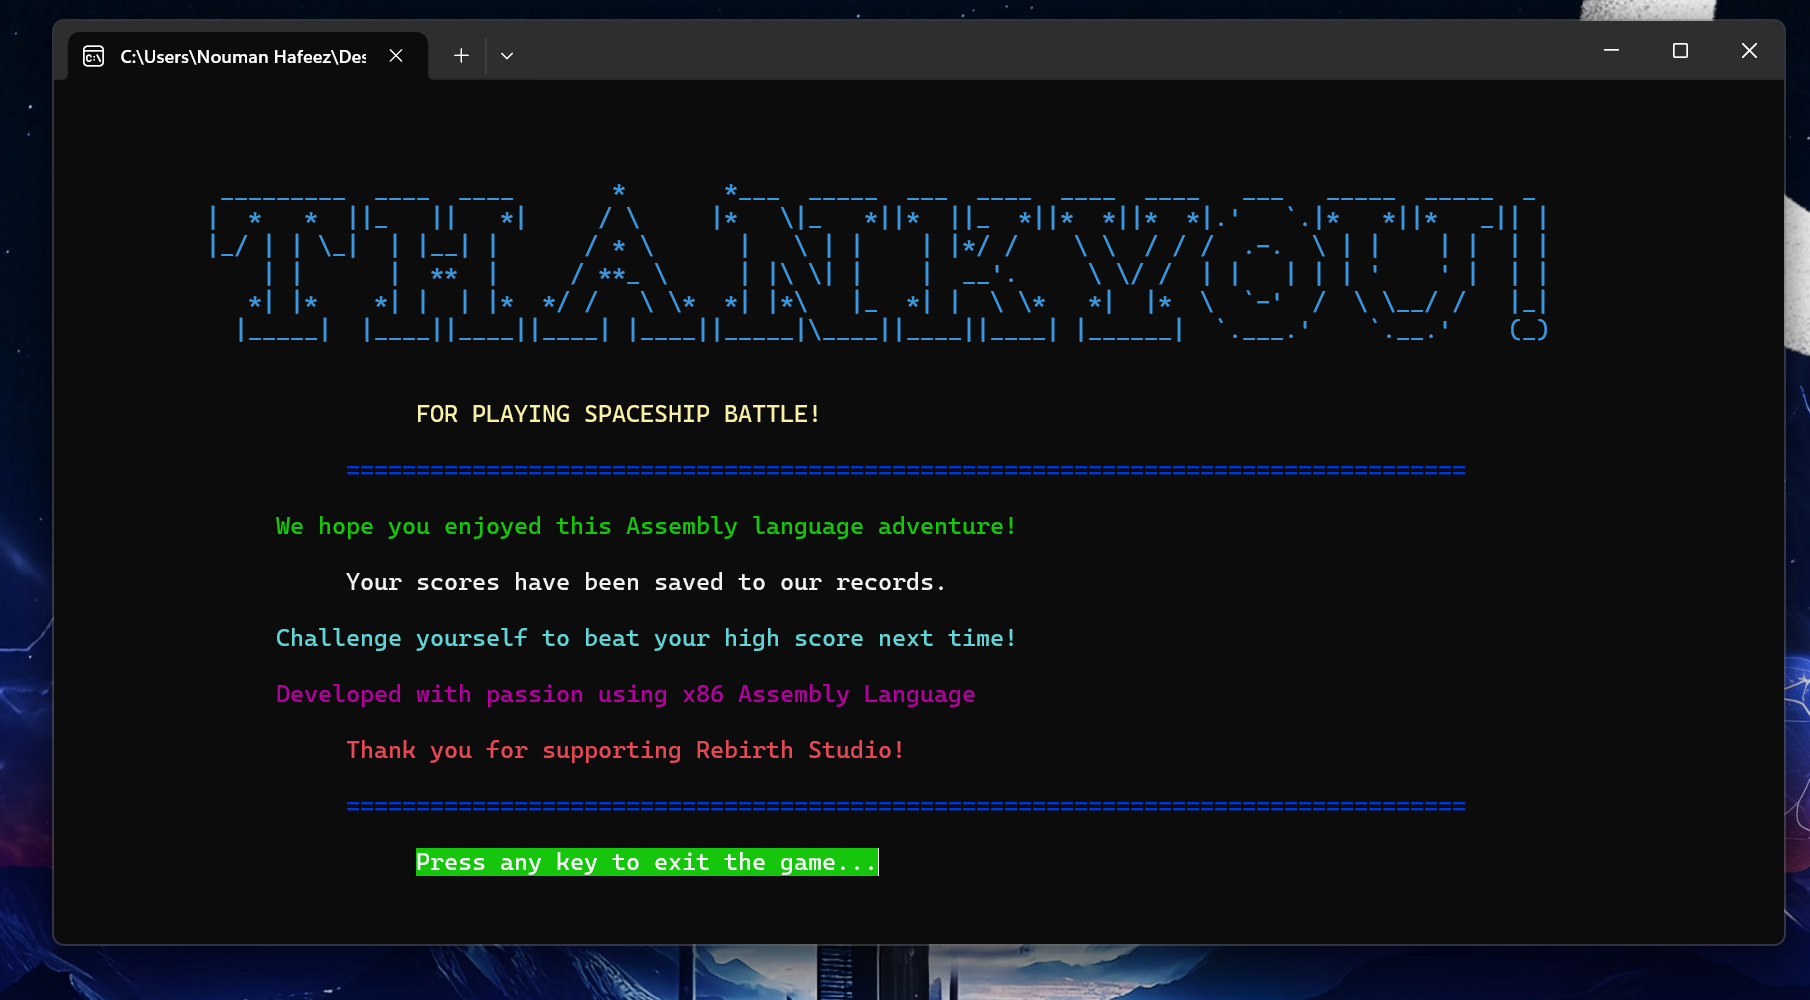 C:\Users\Nouman Hafeez\Des
THANKYOU!
FOR PLAYING SPACESHIP BATTLE!
================================================================================
We hope you enjoyed this Assembly language adventure!
Your scores have been saved to our records.
Challenge yourself to beat your high score next time!
Developed with passion using x86 Assembly Language
Thank you for supporting Rebirth Studio!
================================================================================
Press any key to exit the game...